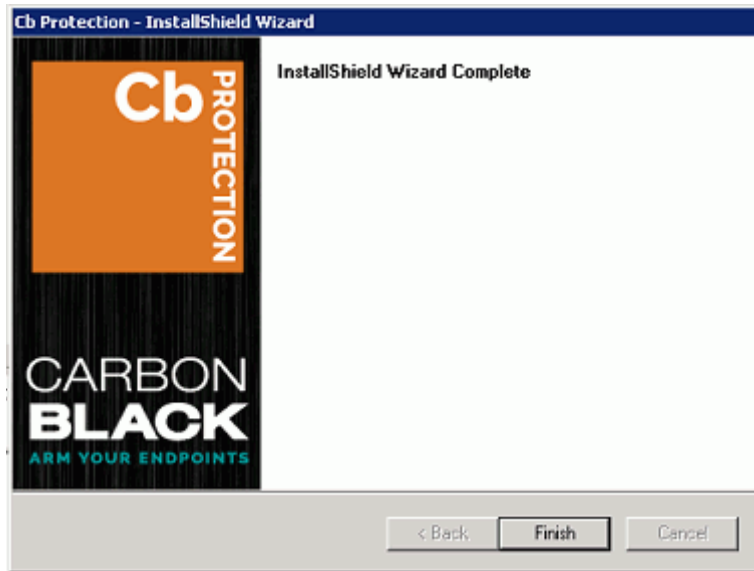 Cb Protection - InstallShield Wizard
InstallShield Wizard Complete
Cb
PROTECTION
CARBON
BLACK
ARM YOUR ENDPOINTS
< Back
Finish
Cancel